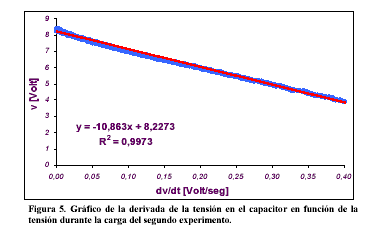 9
8
7
6
5
4
3
2
1
0
v [Volt]
y = -10,863x + 8,2273
R² = 0,9973
0,00 0,05 0,10 0,15 0,20 0,25 0,30 0,35 0,40
dv/dt [Volt/seg]
Figura 5. Gráfico de la derivada de la tensión en el capacitor en función de la
tensión durante la carga del segundo experimento.